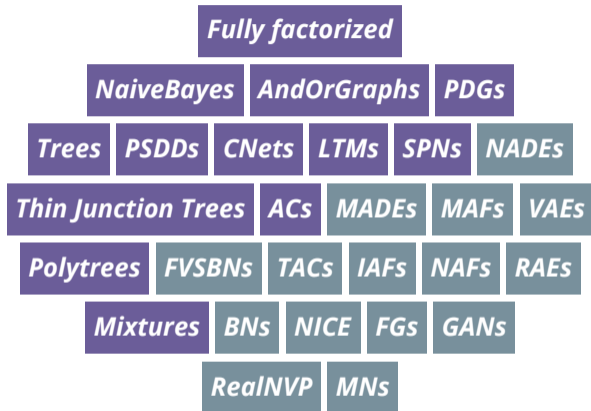 Fully factorized
NaiveBayes AndOrGraphs PDGs
Trees PSDDs CNets LTMs SPNs NADEs
Thin Junction Trees ACs MADEs MAFs VAEs
Polytrees FVSBNs TACs IAFs NAFs RAEs
Mixtures BNs NICE FGs GANs
RealNVP MNs